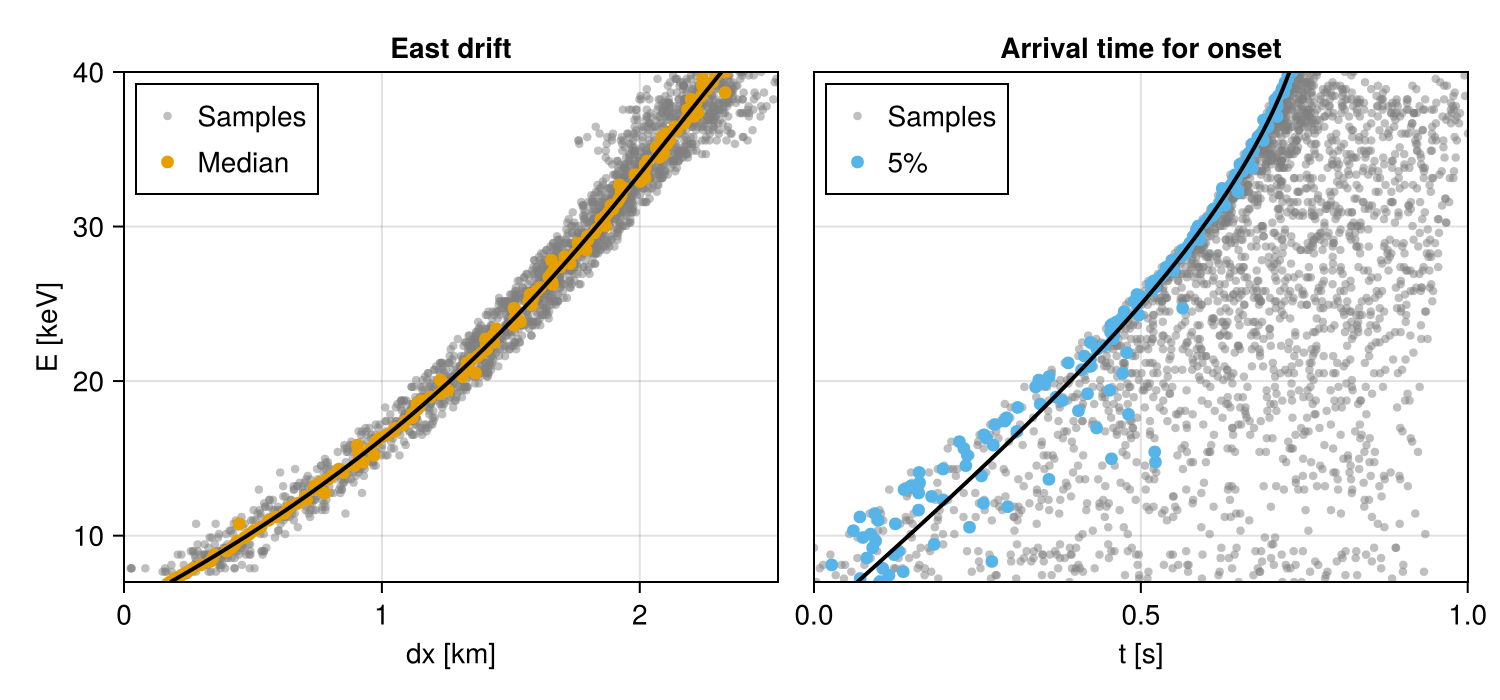 East drift
Arrival time for onset
40
30
20
10
E [keV]
Samples
Median
Samples
5%
0
1
2
0.0
0.5
1.0
dx [km]
t [s]